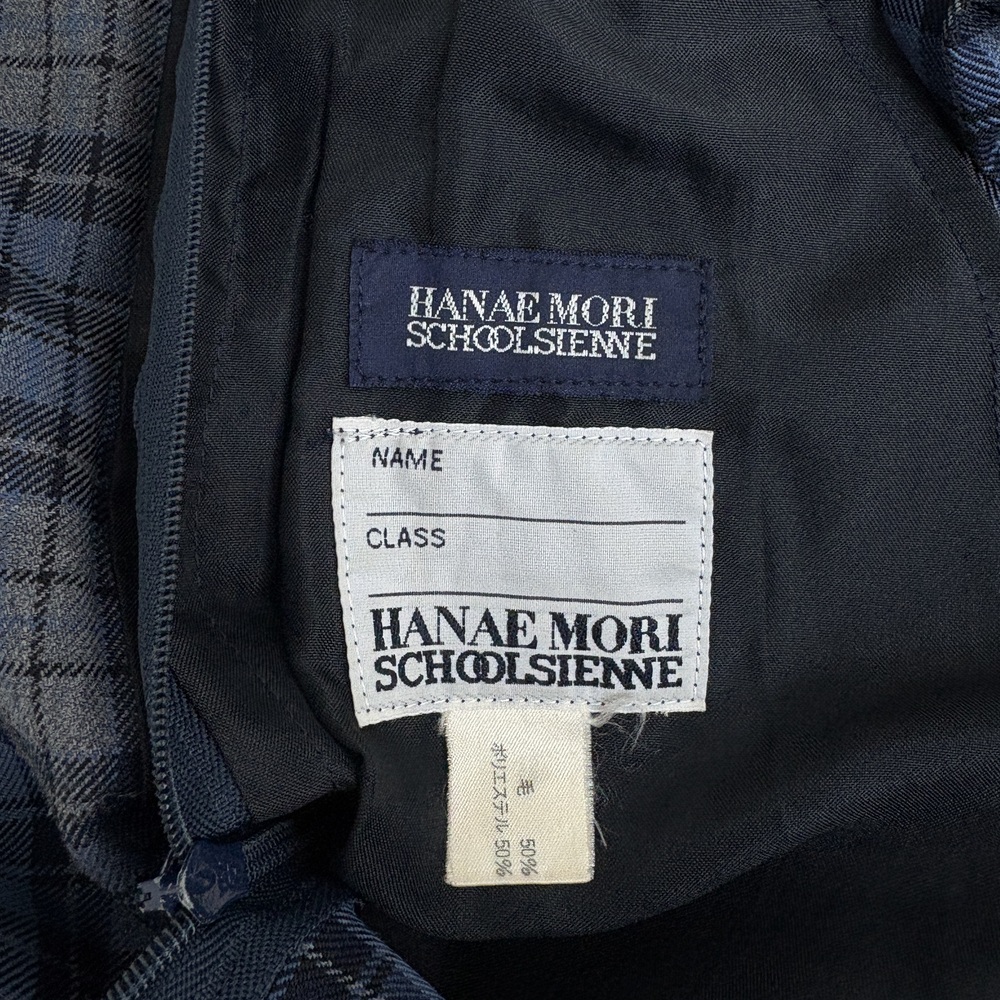 HANAE MORI
SCHOOLSIENNE
NAME
CLASS
HANAE MORI
SCHOOLSIENNE
毛 50%
ポリエステル 50%